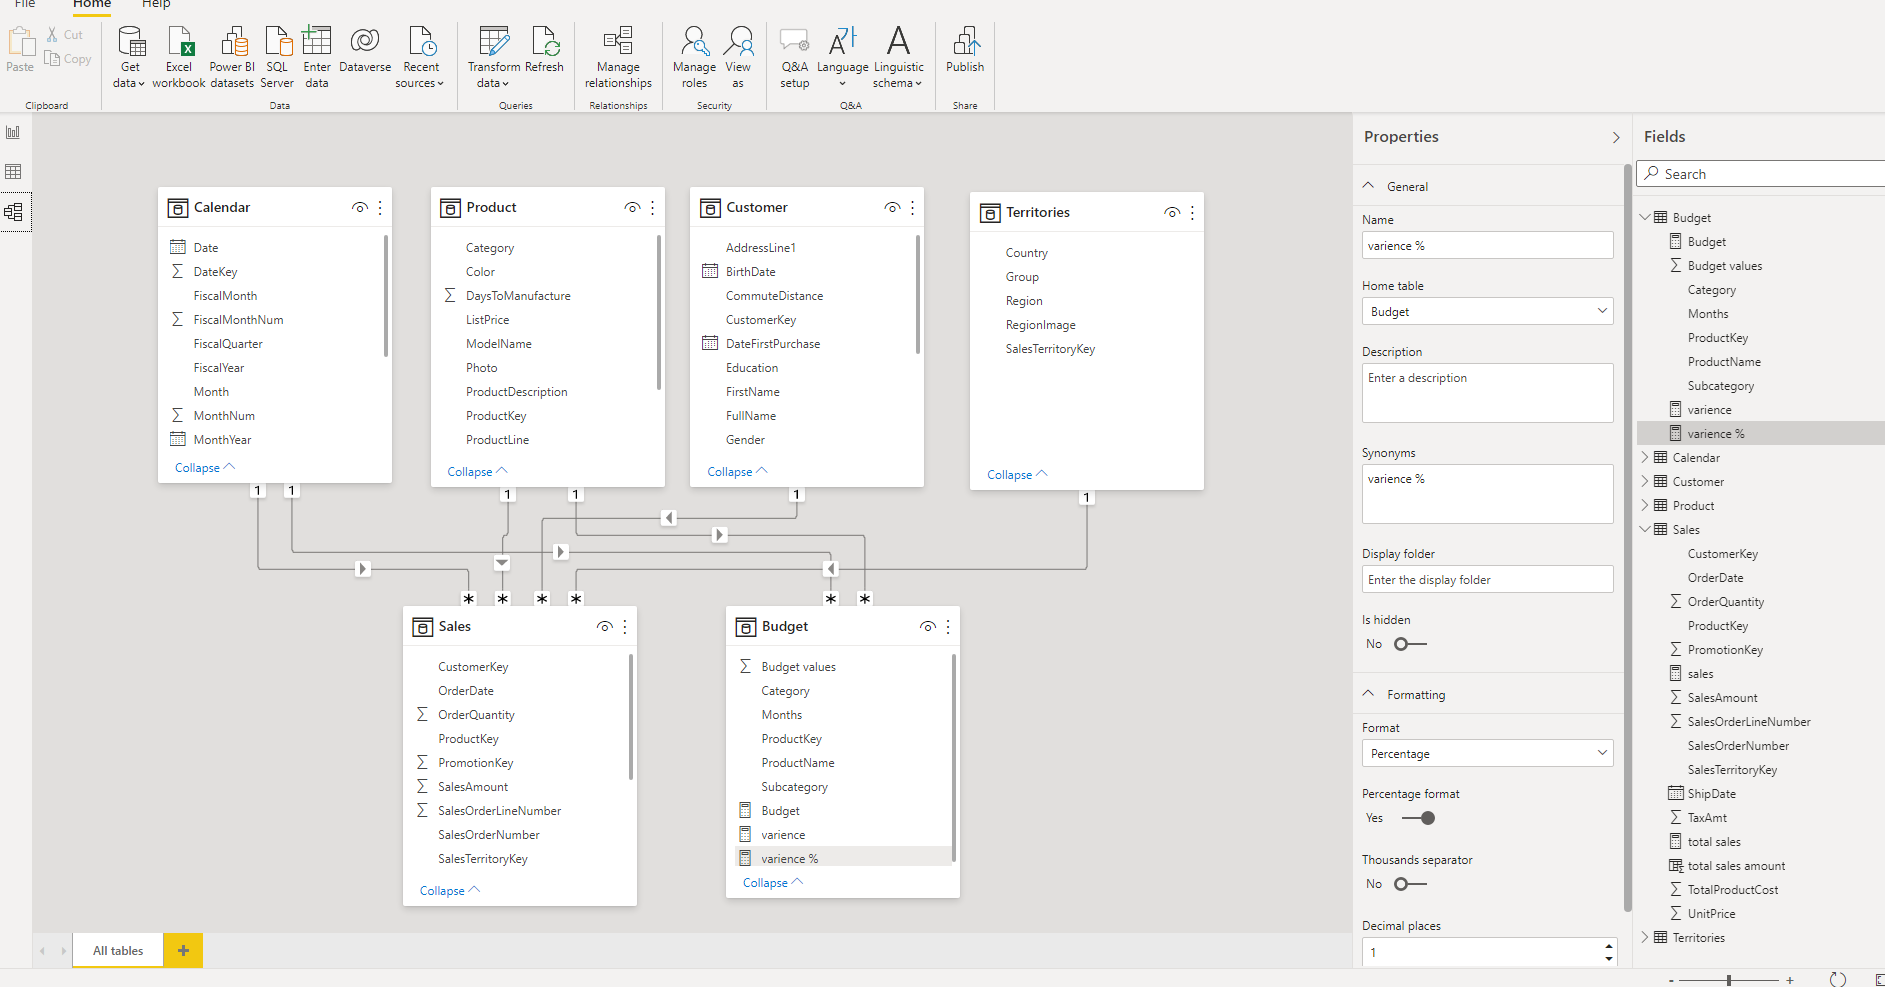 File Home Help
Paste
Cut
Copy
Get data
Excel workbook
Power BI datasets
SQL Server
Enter data
Dataverse
Recent sources
Transform data
Refresh
Manage relationships
Manage roles
View as
Q&A setup
Language
Linguistic schema
Publish
Clipboard
Data
Queries
Relationships
Security
Q&A
Share
Calendar
Date
DateKey
FiscalMonth
FiscalMonthNum
FiscalQuarter
FiscalYear
Month
MonthNum
MonthYear
Collapse
Product
Category
Color
DaysToManufacture
ListPrice
ModelName
Photo
ProductDescription
ProductKey
ProductLine
Collapse
Customer
AddressLine1
BirthDate
CommuteDistance
CustomerKey
DateFirstPurchase
Education
FirstName
FullName
Gender
Collapse
Territories
Country
Group
Region
RegionImage
SalesTerritoryKey
Collapse
1 1 1 1 1 1
* * * * * *
Sales
CustomerKey
OrderDate
OrderQuantity
ProductKey
PromotionKey
SalesAmount
SalesOrderLineNumber
SalesOrderNumber
SalesTerritoryKey
Collapse
Budget
Budget values
Category
Months
ProductKey
ProductName
Subcategory
Budget
varience
varience %
Collapse
All tables
+
Properties
General
Name
varience %
Home table
Budget
Description
Enter a description
Synonyms
varience %
Display folder
Enter the display folder
Is hidden
No
Formatting
Format
Percentage
Percentage format
Yes
Thousands separator
No
Decimal places
1
Fields
Search
Budget
Budget
Budget values
Category
Months
ProductKey
ProductName
Subcategory
varience
varience %
Calendar
Customer
Product
Sales
CustomerKey
OrderDate
OrderQuantity
ProductKey
PromotionKey
sales
SalesAmount
SalesOrderLineNumber
SalesOrderNumber
SalesTerritoryKey
ShipDate
TaxAmt
total sales
total sales amount
TotalProductCost
UnitPrice
Territories
- +